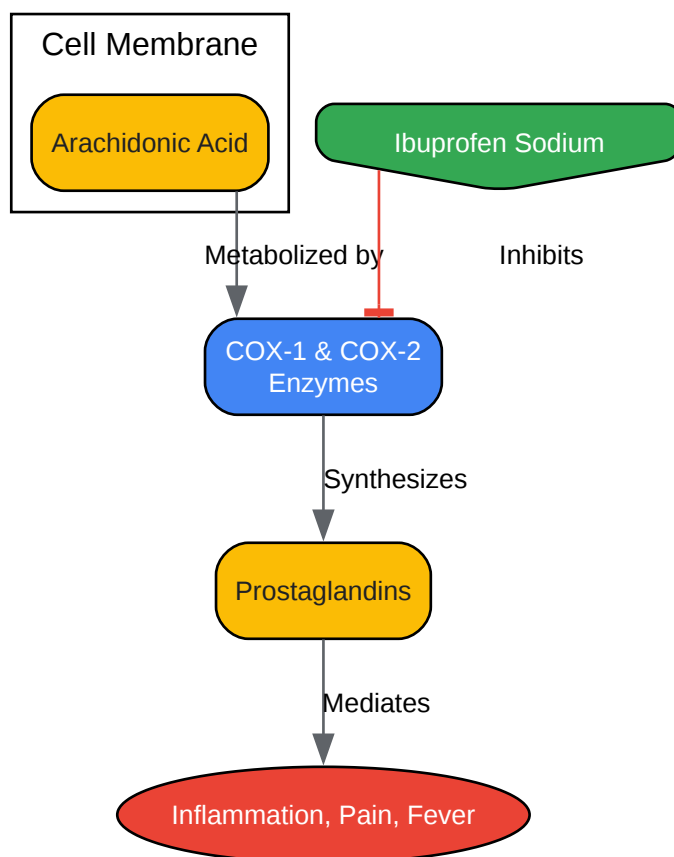 Cell Membrane
Arachidonic Acid
Ibuprofen Sodium
Metabolized by
Inhibits
COX-1 & COX-2
Enzymes
Synthesizes
Prostaglandins
Mediates
Inflammation, Pain, Fever